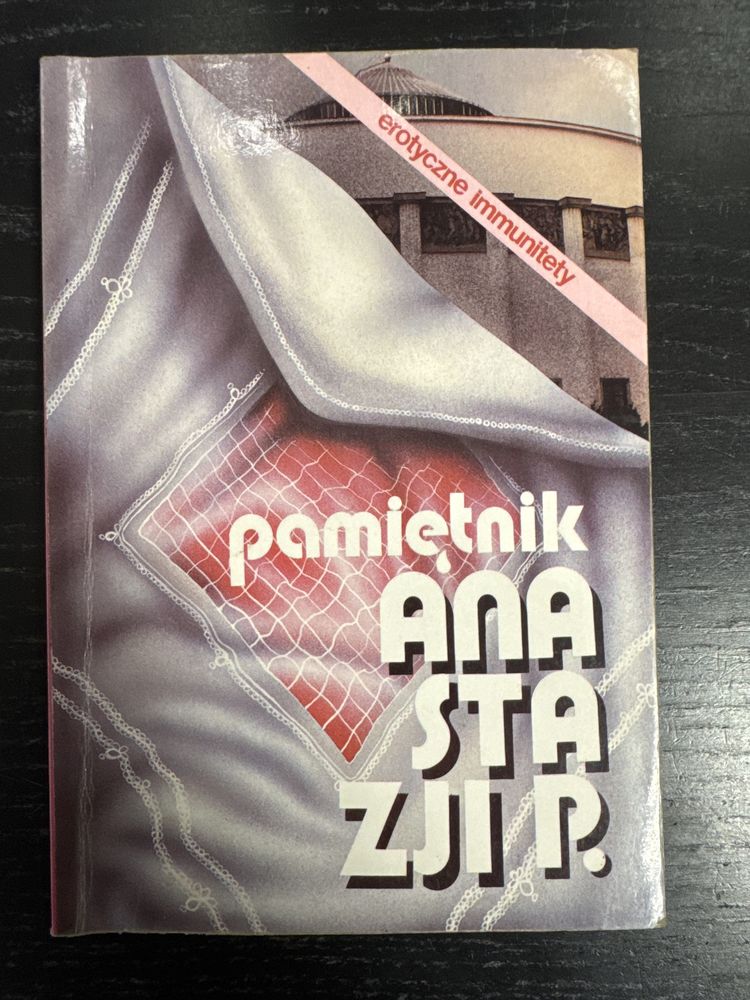 erotyczne immunitety
pamiętnik
ANA
STA
ZJI P.